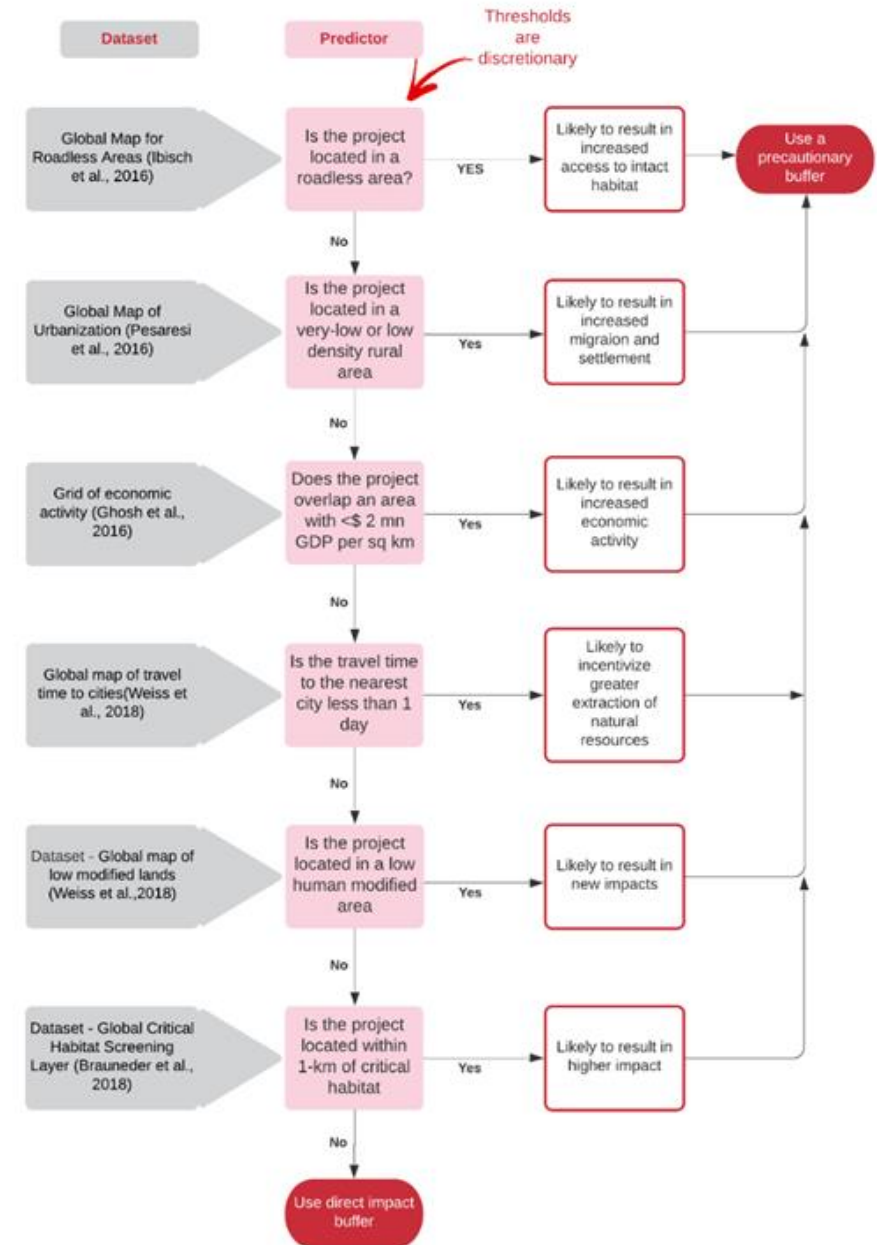 Thresholds
are
discretionary
Dataset
Predictor
Global Map for
Roadless Areas (Ibisch
et al., 2016)
Is the project
located in a
roadless area?
YES
Likely to result in
increased
access to intact
habitat
Use a
precautionary
buffer
No
Global Map of
Urbanization (Pesaresi
et al., 2016)
Is the project
located in a
very-low or low
density rural
area
Yes
Likely to result in
increased
migraion and
settlement
No
Grid of economic
activity (Ghosh et al.,
2016)
Does the project
overlap an area
with <$ 2 mn
GDP per sq km
Yes
Likely to result in
increased
economic
activity
No
Global map of travel
time to cities(Weiss et
al., 2018)
Is the travel time
to the nearest
city less than 1
day
Yes
Likely to
incentivize
greater
extraction of
natural
resources
No
Dataset - Global map of
low modified lands
(Weiss et al.,2018)
Is the project
located in a low
human modified
area
Yes
Likely to result in
new impacts
No
Dataset - Global Critical
Habitat Screening
Layer (Brauneder et al.,
2018)
Is the project
located within
1-km of critical
habitat
Yes
Likely to result in
higher impact
No
Use direct impact
buffer